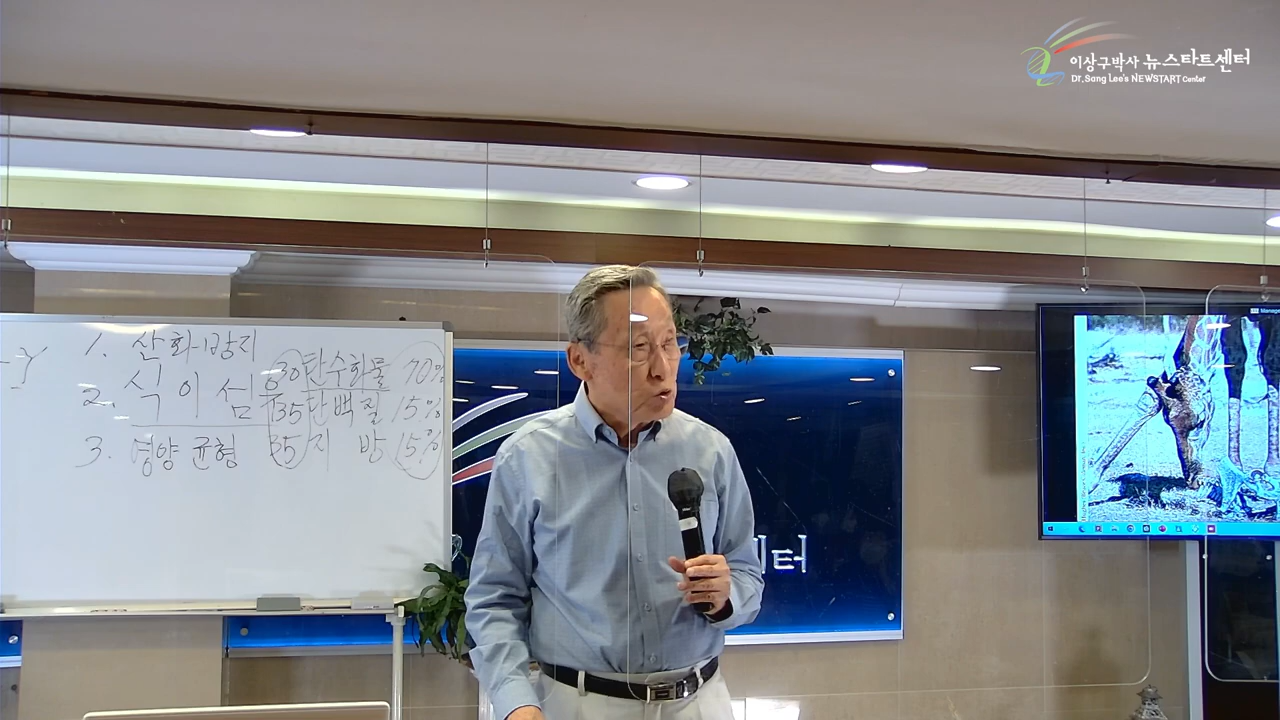 이상구박사 뉴스타트센터
Dr. Sang Lee's NEWSTART Center
1. 산화방지
2. 식이섬유
3. 영양 균형
30 탄수화물 70%
35 단백질 15%
35 지방 15%
센터